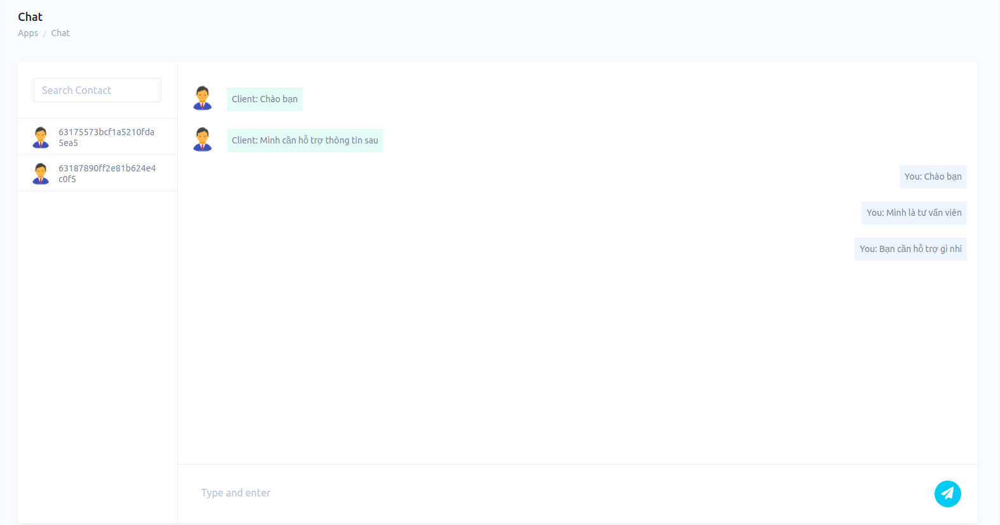 Chat
Apps / Chat
Search Contact
63175573bcf1a5210fda
5ea5
63187890ff2e81b624e4
c0f5
Client: Chào bạn
Client: Mình cần hỗ trợ thông tin sau
You: Chào bạn
You: Mình là tư vấn viên
You: Bạn cần hỗ trợ gì nhỉ
Type and enter